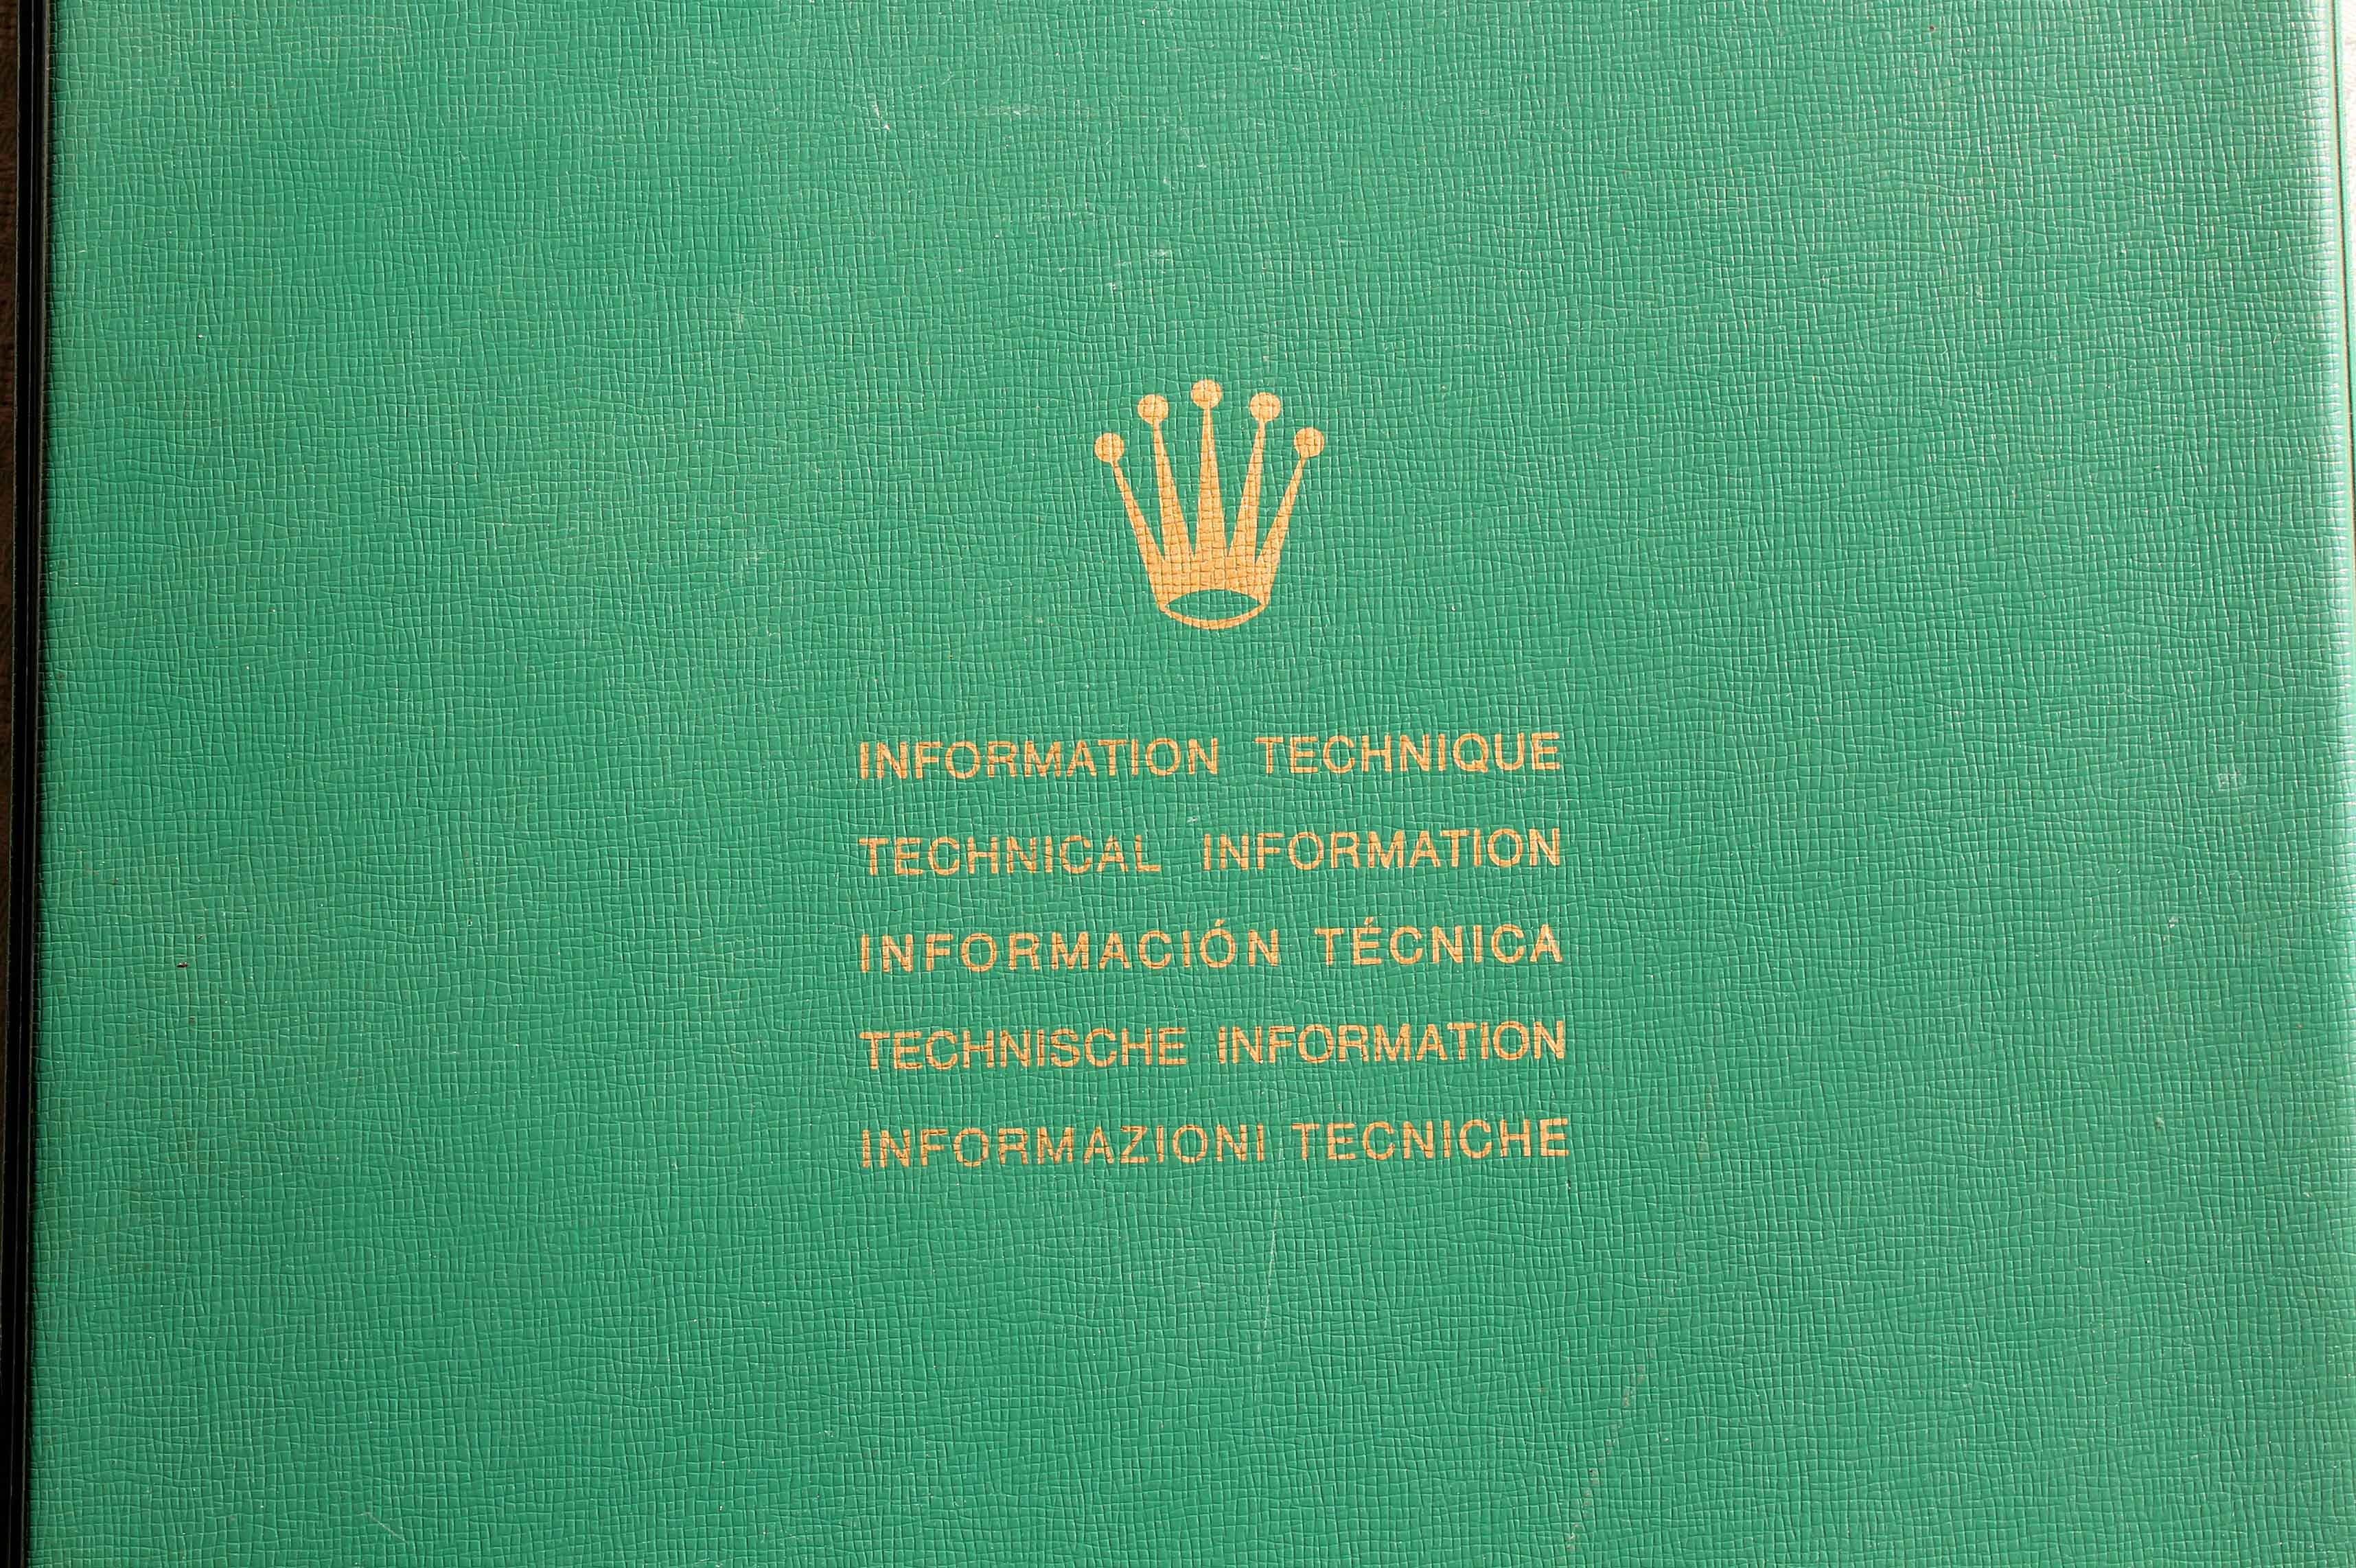 INFORMATION TECHNIQUE
TECHNICAL INFORMATION
INFORMACIÓN TÉCNICA
TECHNISCHE INFORMATION
INFORMAZIONI TECNICHE